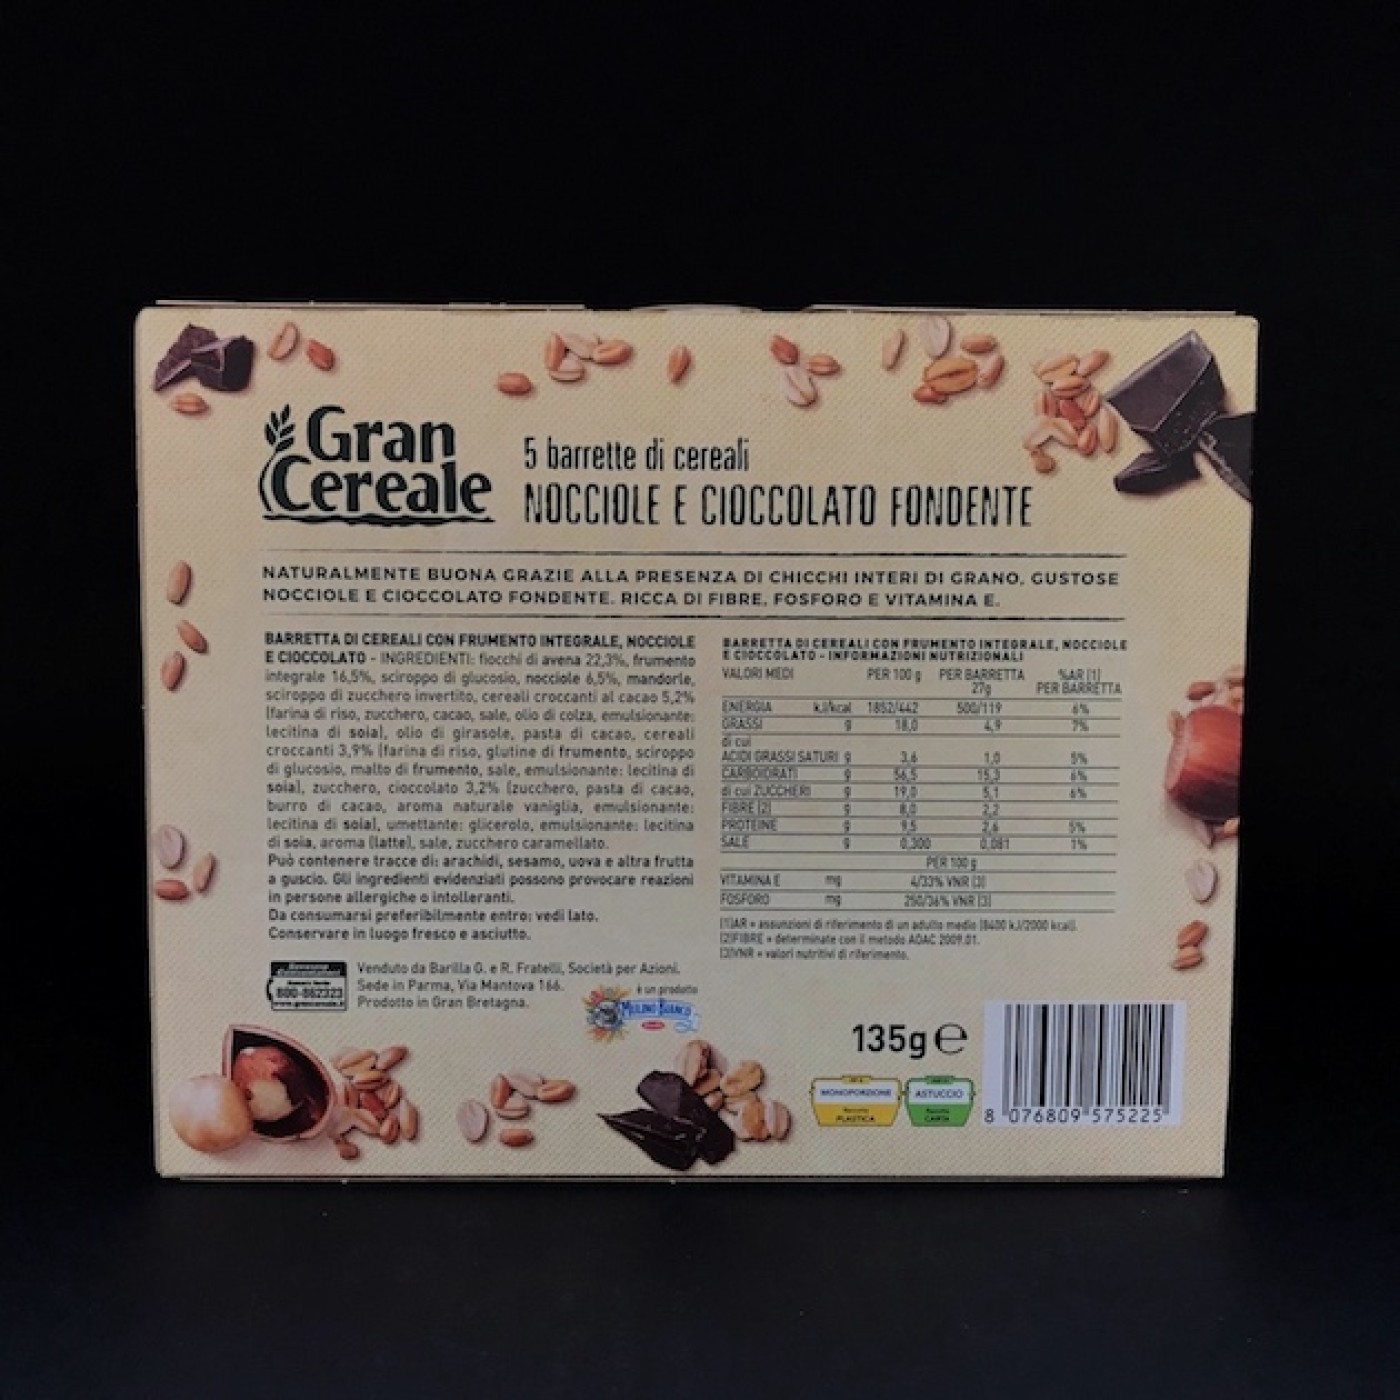 Gran
Cereale
5 barrette di cereali
NOCCIOLE E CIOCCOLATO FONDENTE
NATURALMENTE BUONA GRAZIE ALLA PRESENZA DI CHICCHI INTERI DI GRANO, GUSTOSE
NOCCIOLE E CIOCCOLATO FONDENTE. RICCA DI FIBRE, FOSFORO E VITAMINA E.
BARRETTA DI CEREALI CON FRUMENTO INTEGRALE, NOCCIOLE
E CIOCCOLATO - INGREDIENTI: fiocchi di avena 22,3%, frumento
integrale 16,5%, sciroppo di glucosio, nocciole 6,5%, mandorle,
sciroppo di zucchero invertito, cereali croccanti al cacao 5,2%
(farina di riso, zucchero, cacao, sale, olio di colza, emulsionante:
lecitina di soia), olio di girasole, pasta di cacao, cereali
croccanti 3,9% (farina di riso, glutine di frumento, sciroppo
di glucosio, malto di frumento, sale, emulsionante: lecitina di
soia), zucchero, cioccolato 3,2% (zucchero, pasta di cacao,
burro di cacao, aroma naturale vaniglia, emulsionante:
lecitina di soia), umettante: glicerolo, emulsionante: lecitina
di soia, aroma (latte), sale, zucchero caramellato.
Può contenere tracce di: arachidi, sesamo, uova e altra frutta
a guscio. Gli ingredienti evidenziati possono provocare reazioni
in persone allergiche o intolleranti.
Da consumarsi preferibilmente entro: vedi lato.
Conservare in luogo fresco e asciutto.
BARRETTA DI CEREALI CON FRUMENTO INTEGRALE, NOCCIOLE
E CIOCCOLATO - INFORMAZIONI NUTRIZIONALI
VALORI MEDI PER 100 g PER BARRETTA 27g %AR (1) PER BARRETTA
ENERGIA kJ/kcal 1852/442 500/119 6%
GRASSI g 18,0 4,9 7%
di cui
ACIDI GRASSI SATURI g 3,6 1,0 5%
CARBOIDRATI g 56,5 15,3 6%
di cui ZUCCHERI g 19,0 5,1 6%
FIBRE (2) g 8,0 2,2
PROTEINE g 9,5 2,6 5%
SALE g 0,300 0,081 1%
PER 100 g
VITAMINA E mg 4/33% VNR (3)
FOSFORO mg 250/36% VNR (3)
(1)AR = assunzioni di riferimento di un adulto medio (8400 kJ/2000 kcal).
(2)FIBRE = determinate con il metodo AOAC 2009.01.
(3)VNR = valori nutritivi di riferimento.
800-862323
Venduto da Barilla G. e R. Fratelli, Società per Azioni.
Sede in Parma, Via Mantova 166.
Prodotto in Gran Bretagna.
è un prodotto
MULINO BIANCO
135g e
MONOPORZIONE
Raccolta
PLASTICA
ASTUCCIO
Raccolta
CARTA
8 076809 575225